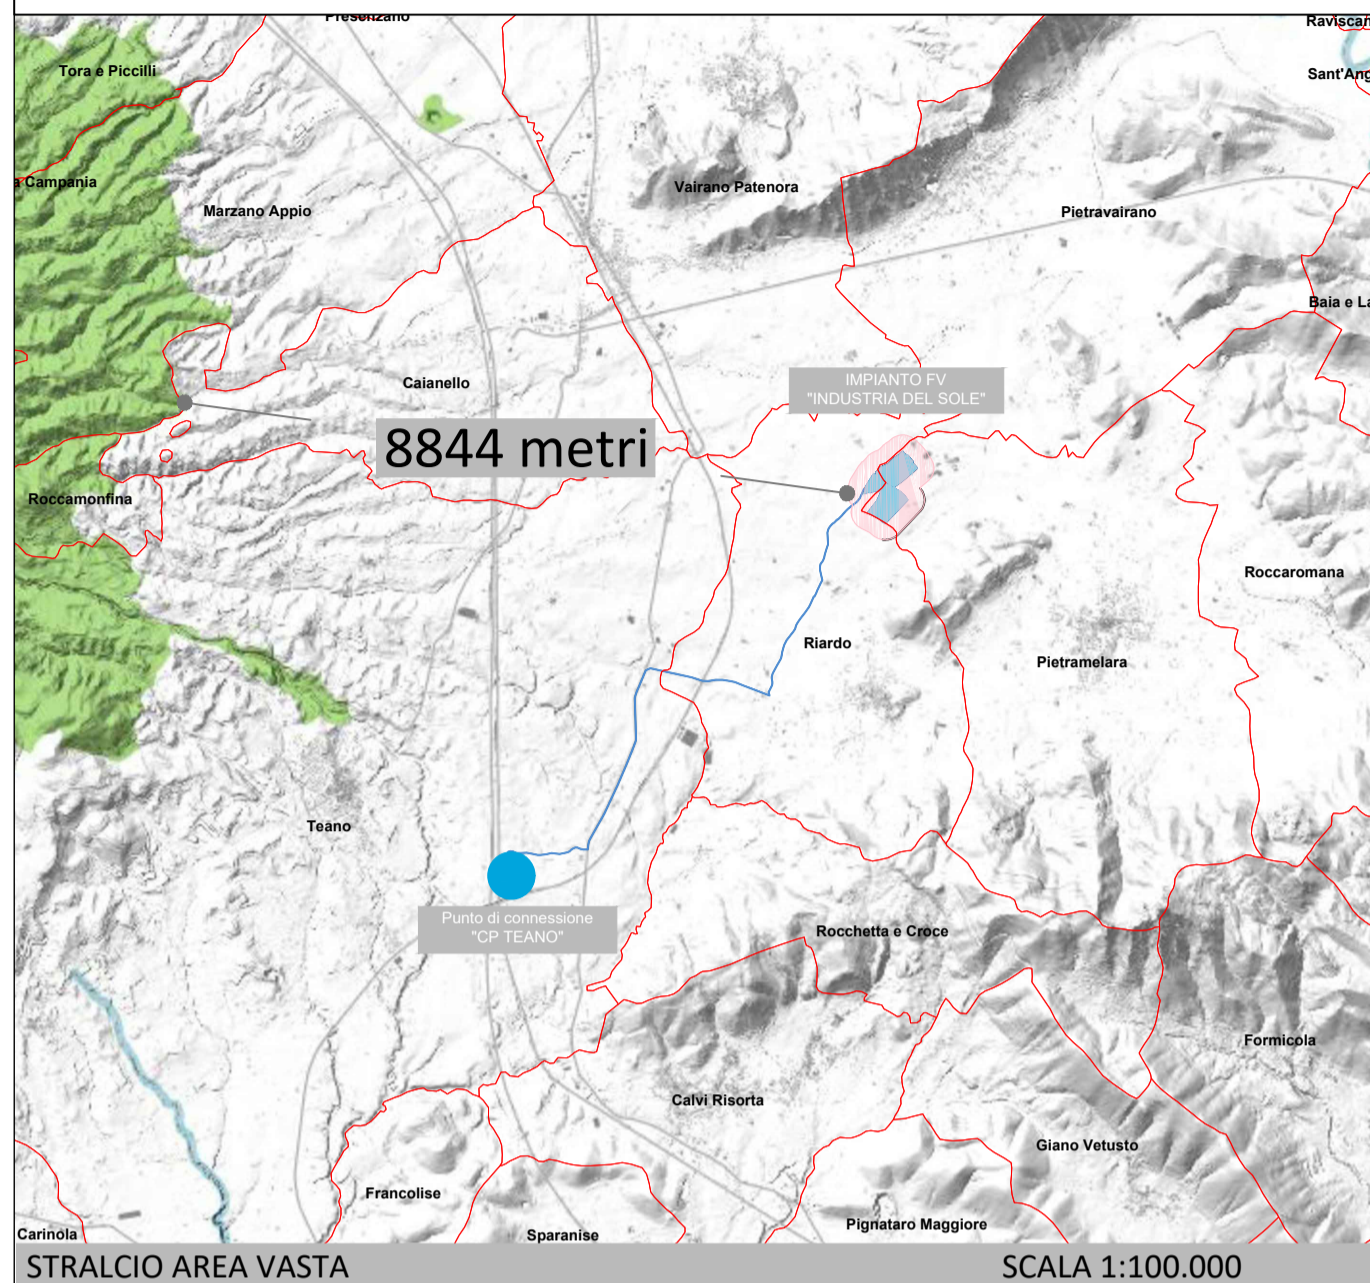 Presenzano
Raviscan
Tora e Piccilli
Sant'Ang
a Campania
Vairano Patenora
Marzano Appio
Pietravairano
Baia e La
IMPIANTO FV
"INDUSTRIA DEL SOLE"
Caianello
8844 metri
Roccamonfina
Roccaromana
Riardo
Pietramelara
Teano
Punto di connessione
"CP TEANO"
Rocchetta e Croce
Formicola
Calvi Risorta
Giano Vetusto
Francolise
Pignataro Maggiore
Carinola
Sparanise
STRALCIO AREA VASTA
SCALA 1:100.000